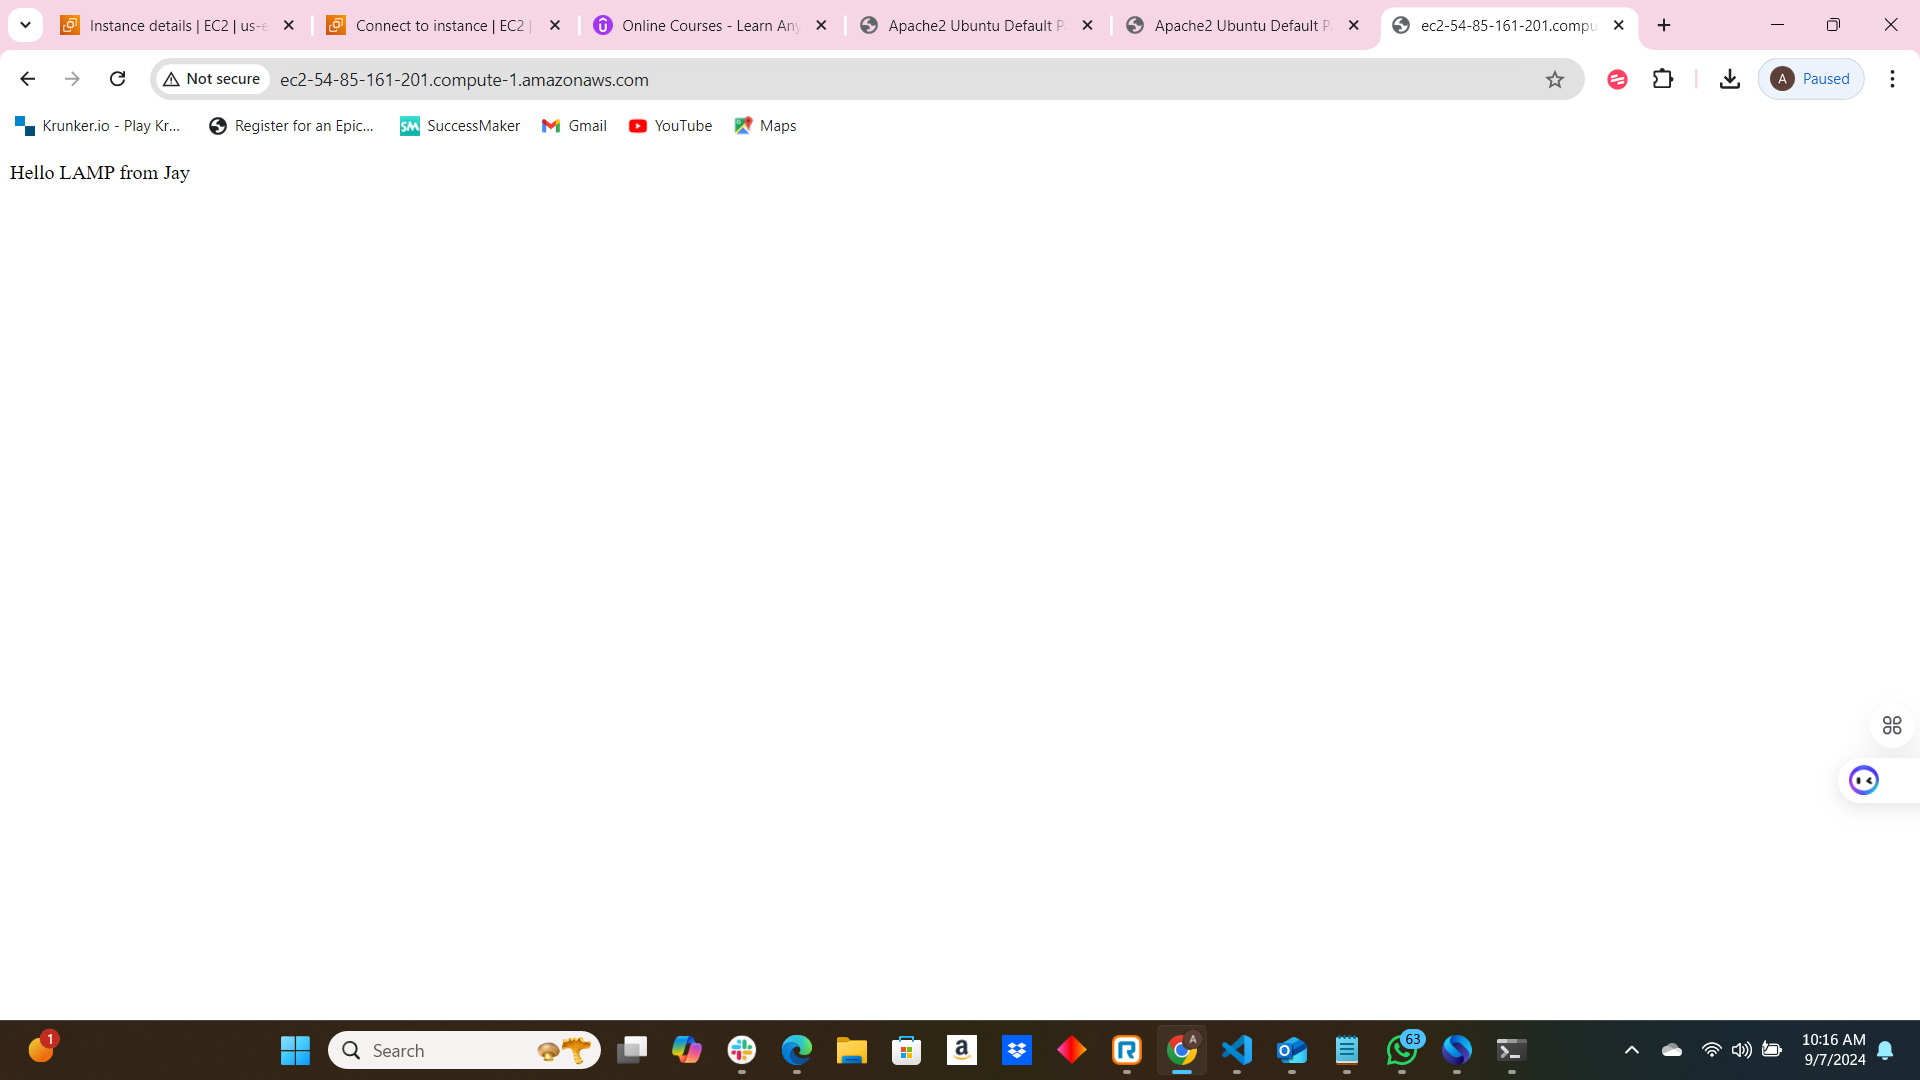 Instance details | EC2 | us-e
Connect to instance | EC2 |
Online Courses - Learn Any
Apache2 Ubuntu Default P
Apache2 Ubuntu Default P
ec2-54-85-161-201.compu
Not secure
ec2-54-85-161-201.compute-1.amazonaws.com
A
Paused
Krunker.io - Play Kr...
Register for an Epic...
SM
SuccessMaker
Gmail
YouTube
Maps
Hello LAMP from Jay
1
Search
A
63
10:16 AM
9/7/2024